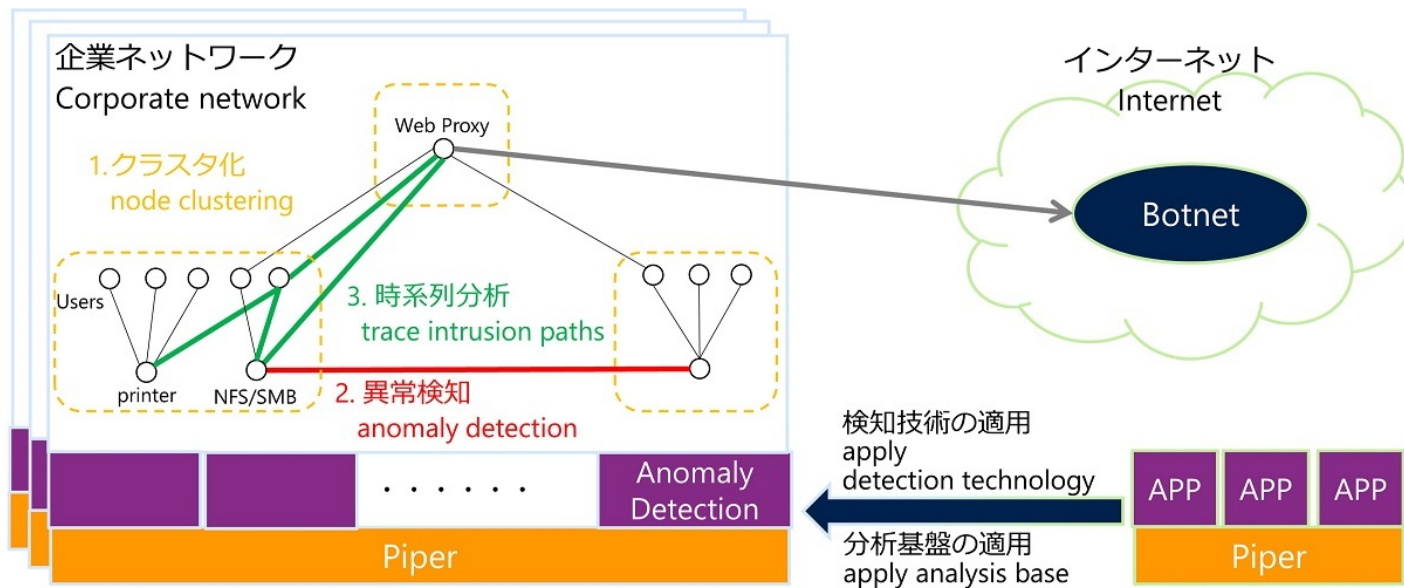 企業ネットワーク
Corporate network
Web Proxy
1.クラスタ化
node clustering
Users
printer
NFS/SMB
3. 時系列分析
trace intrusion paths
2. 異常検知
anomaly detection
インターネット
Internet
Botnet
・・・・・・
Anomaly
Detection
Piper
検知技術の適用
apply
detection technology
分析基盤の適用
apply analysis base
APP
APP
APP
Piper